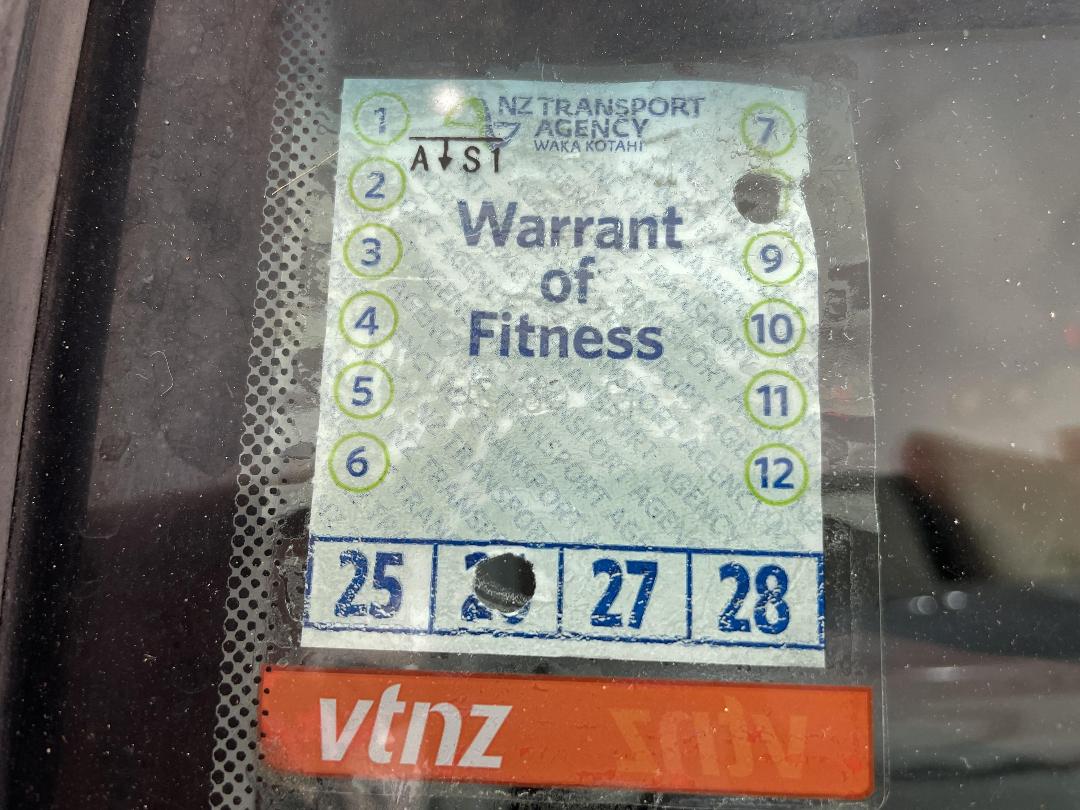 1
NZ TRANSPORT
AGENCY
WAKA KOTAHI
7
A↓S1
2
Warrant
of
Fitness
3
9
4
10
5
11
6
12
25
27
28
vtnz